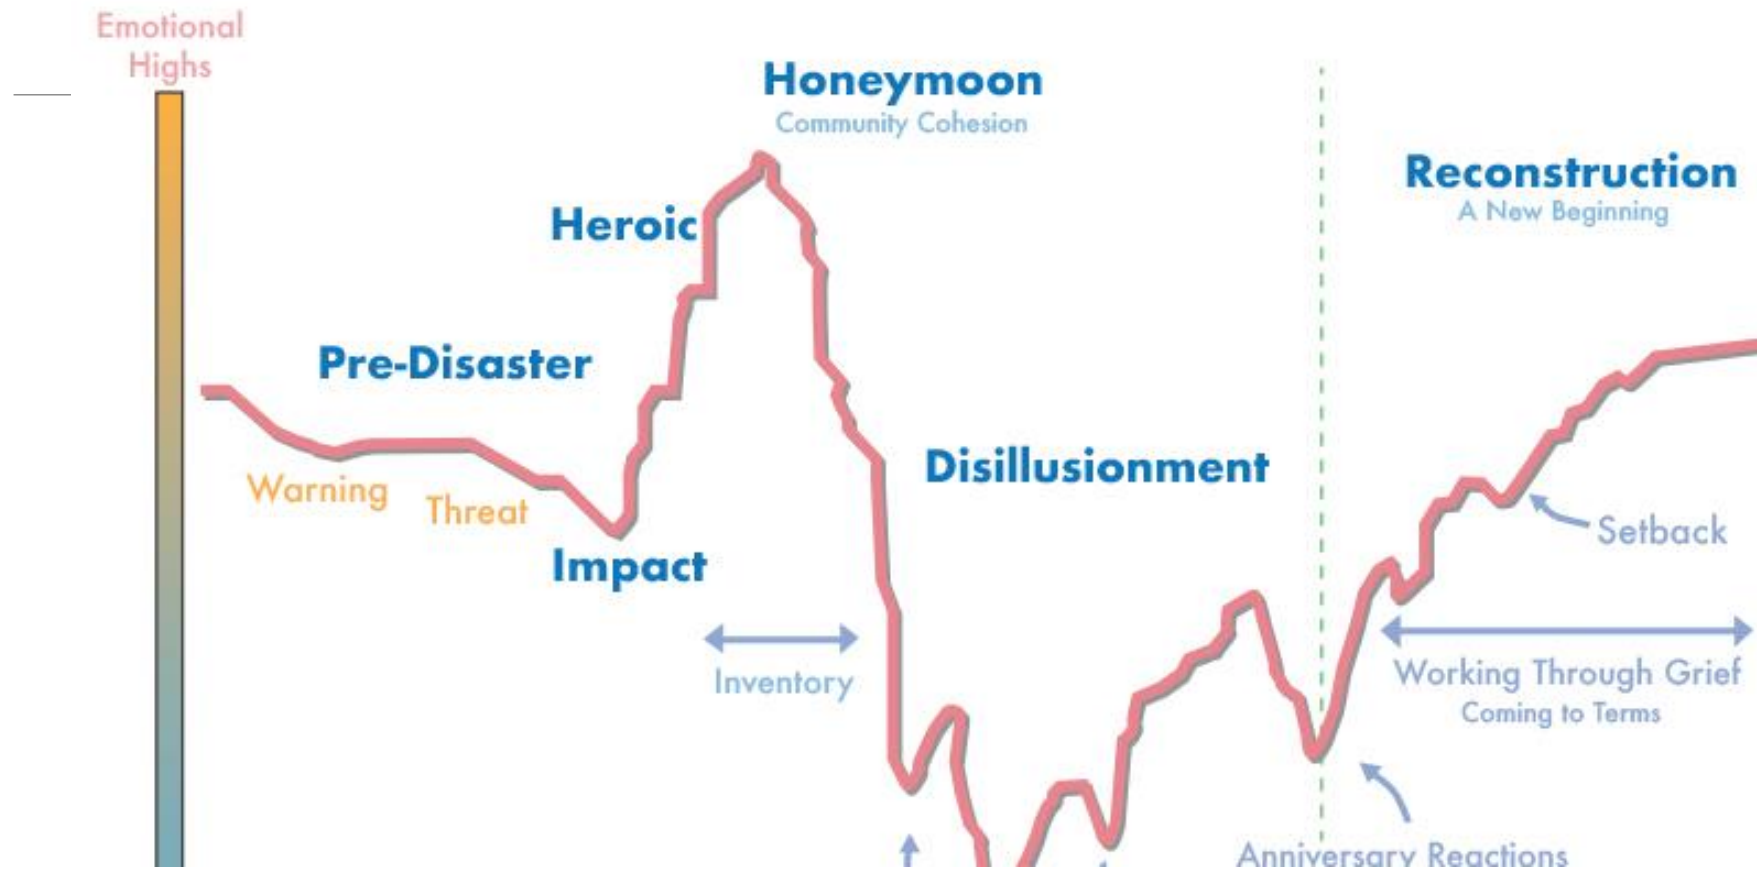 Emotional
Highs
Honeymoon
Community Cohesion
Reconstruction
A New Beginning
Heroic
Pre-Disaster
Disillusionment
Warning
Threat
Setback
Impact
Inventory
Working Through Grief
Coming to Terms
Anniversary Reactions